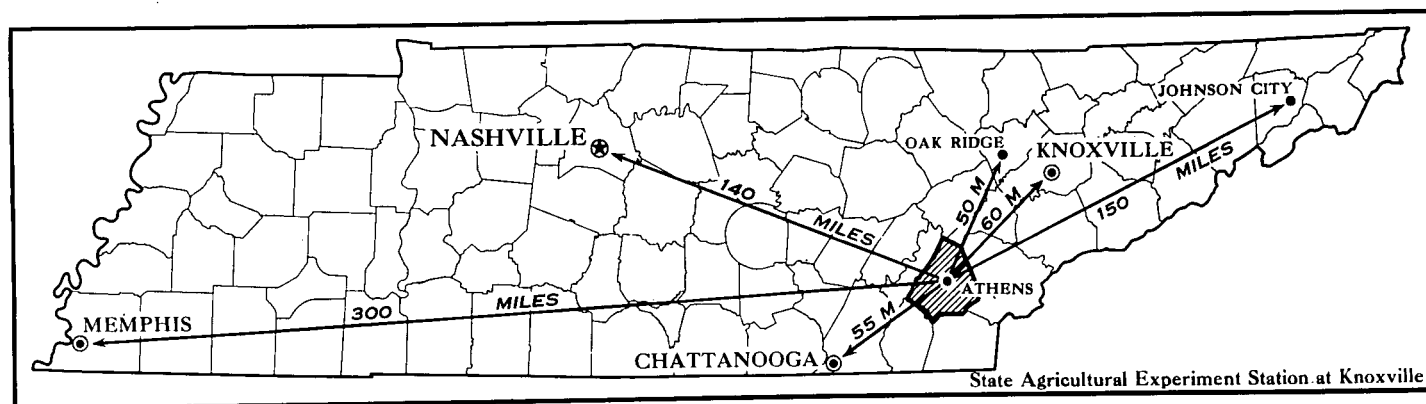 JOHNSON CITY
NASHVILLE
OAK RIDGE
KNOXVILLE
140 MILES
50 M
60 M
150 MILES
ATHENS
300 MILES
MEMPHIS
55 M
CHATTANOOGA
State Agricultural Experiment Station at Knoxville